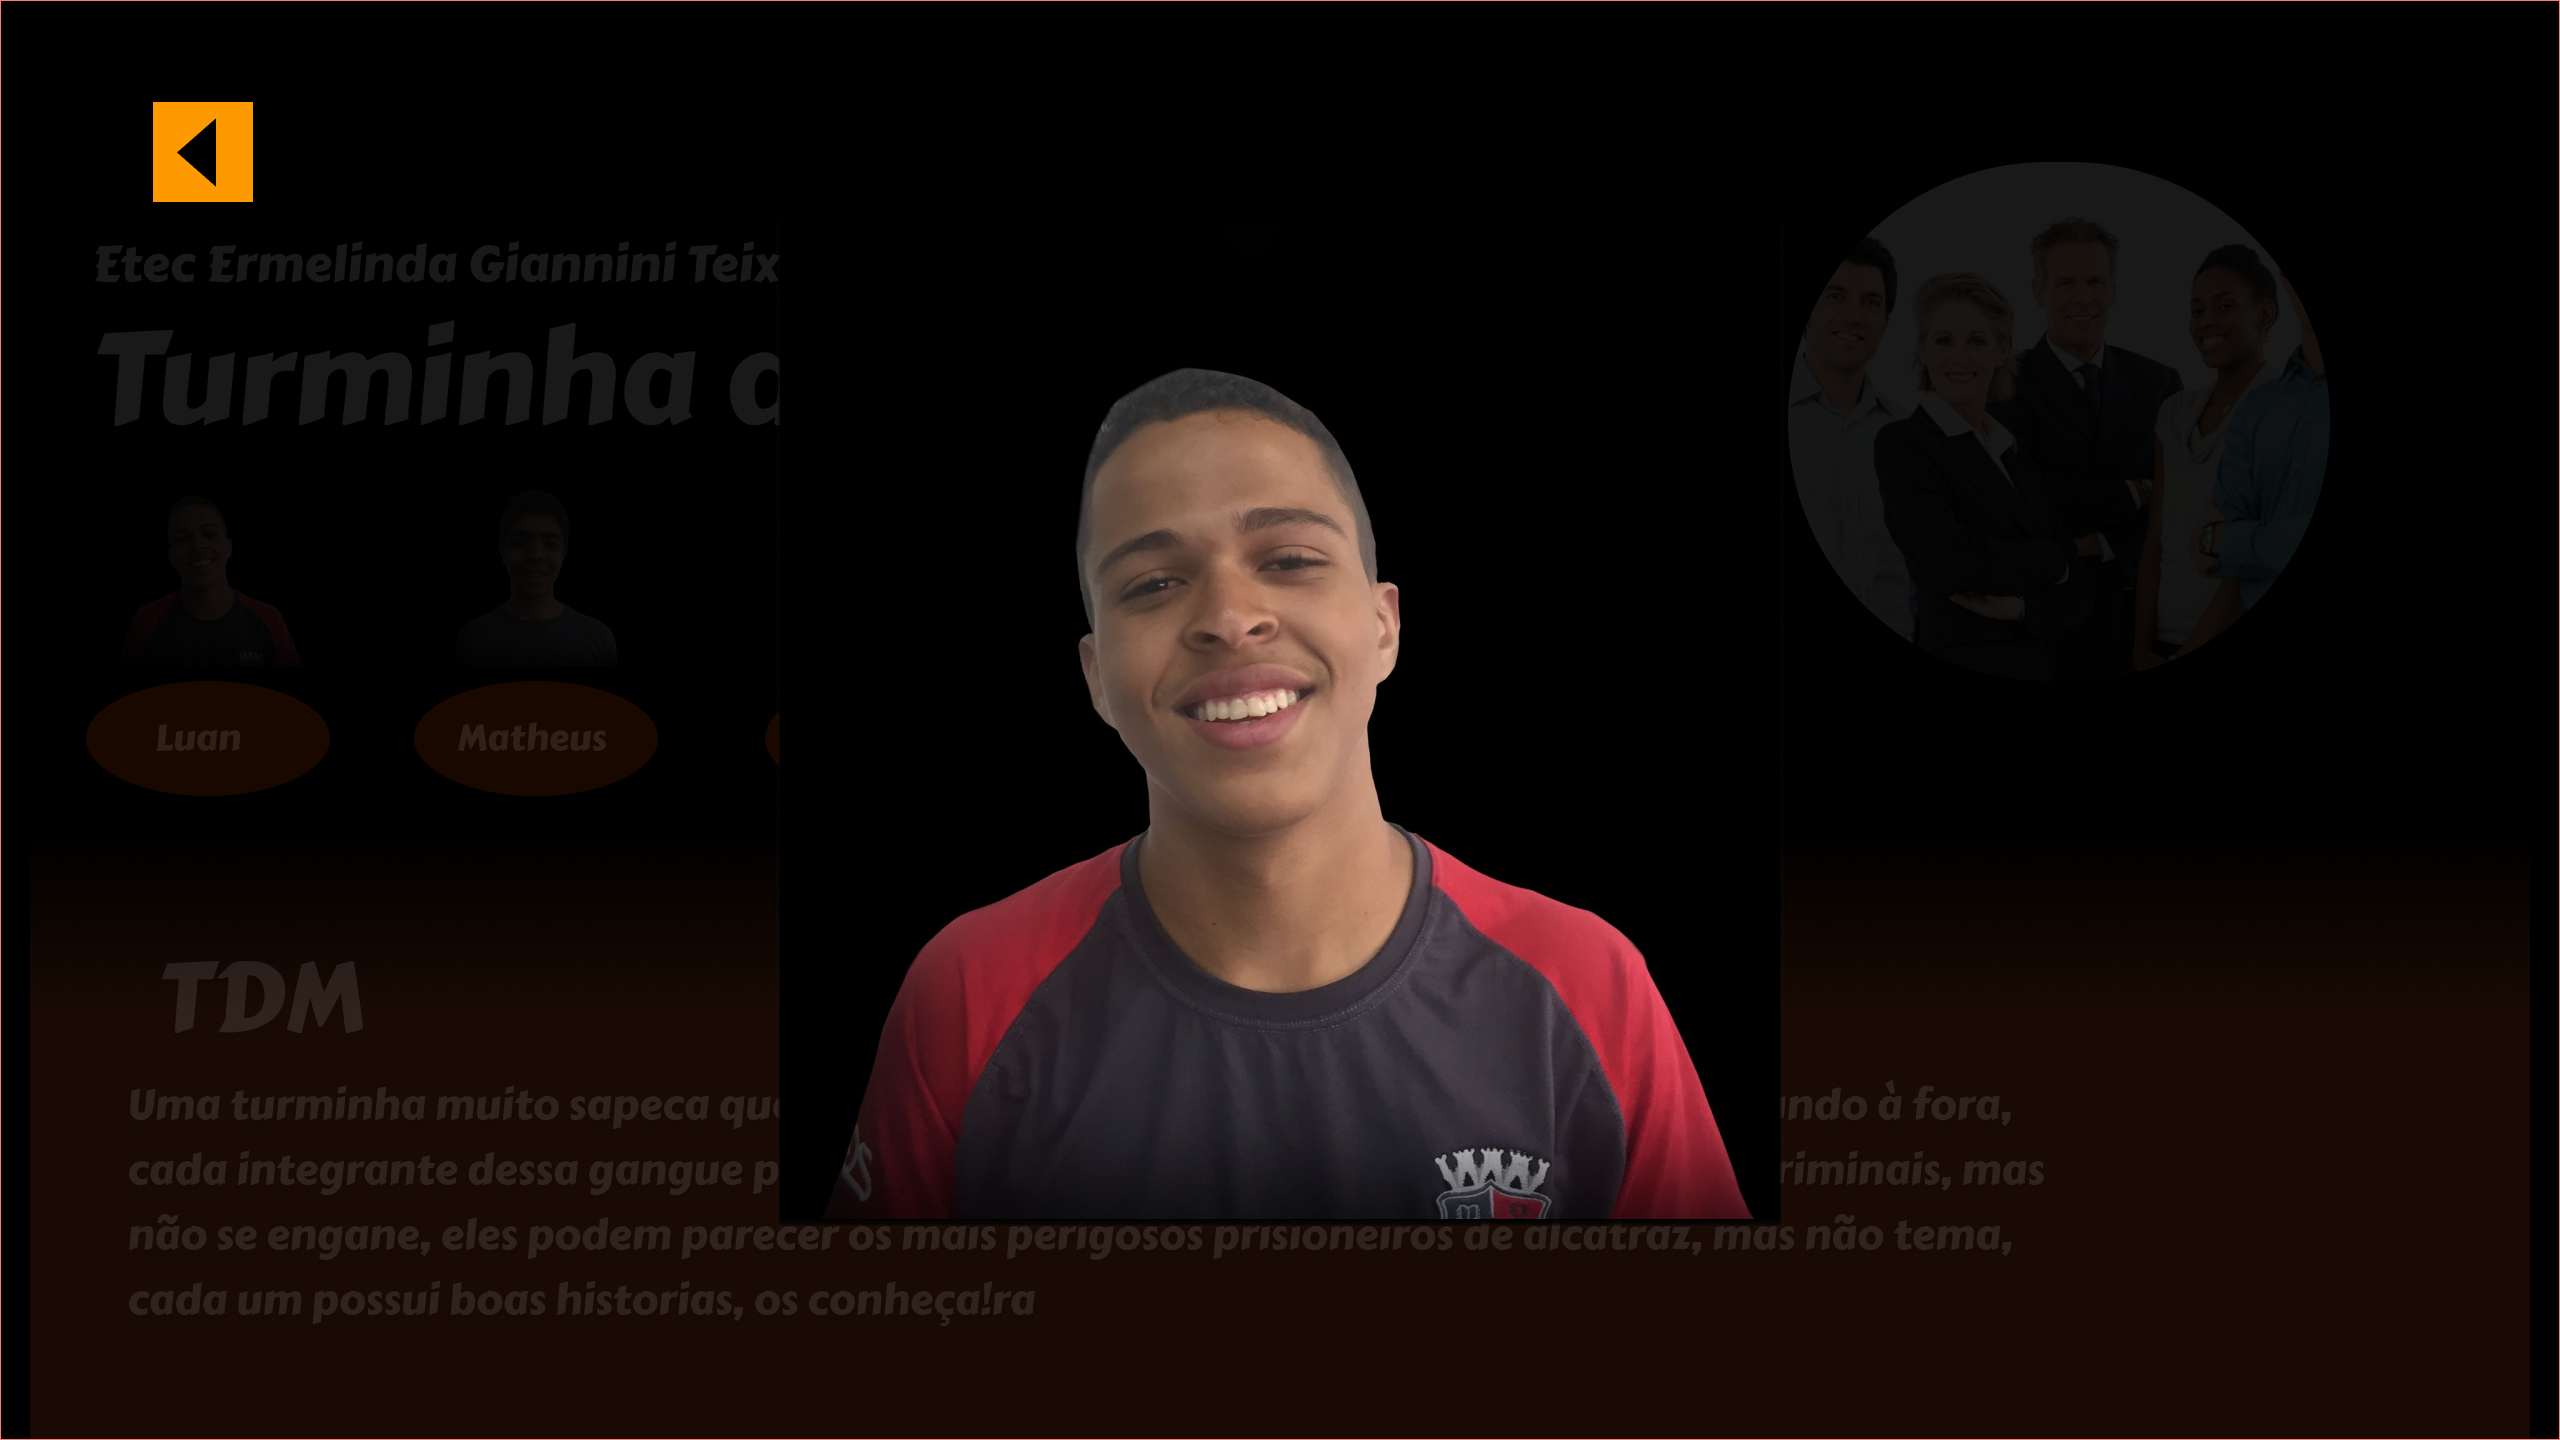 Etec Ermelinda Giannini Teix
Turminha d
Luan
Matheus
TDM
Uma turminha muito sapeca que
ndo à fora,
cada integrante dessa gangue p
riminais, mas
não se engane, eles podem parecer os mais perigosos prisioneiros de alcatraz, mas não tema,
cada um possui boas historias, os conheça!ra